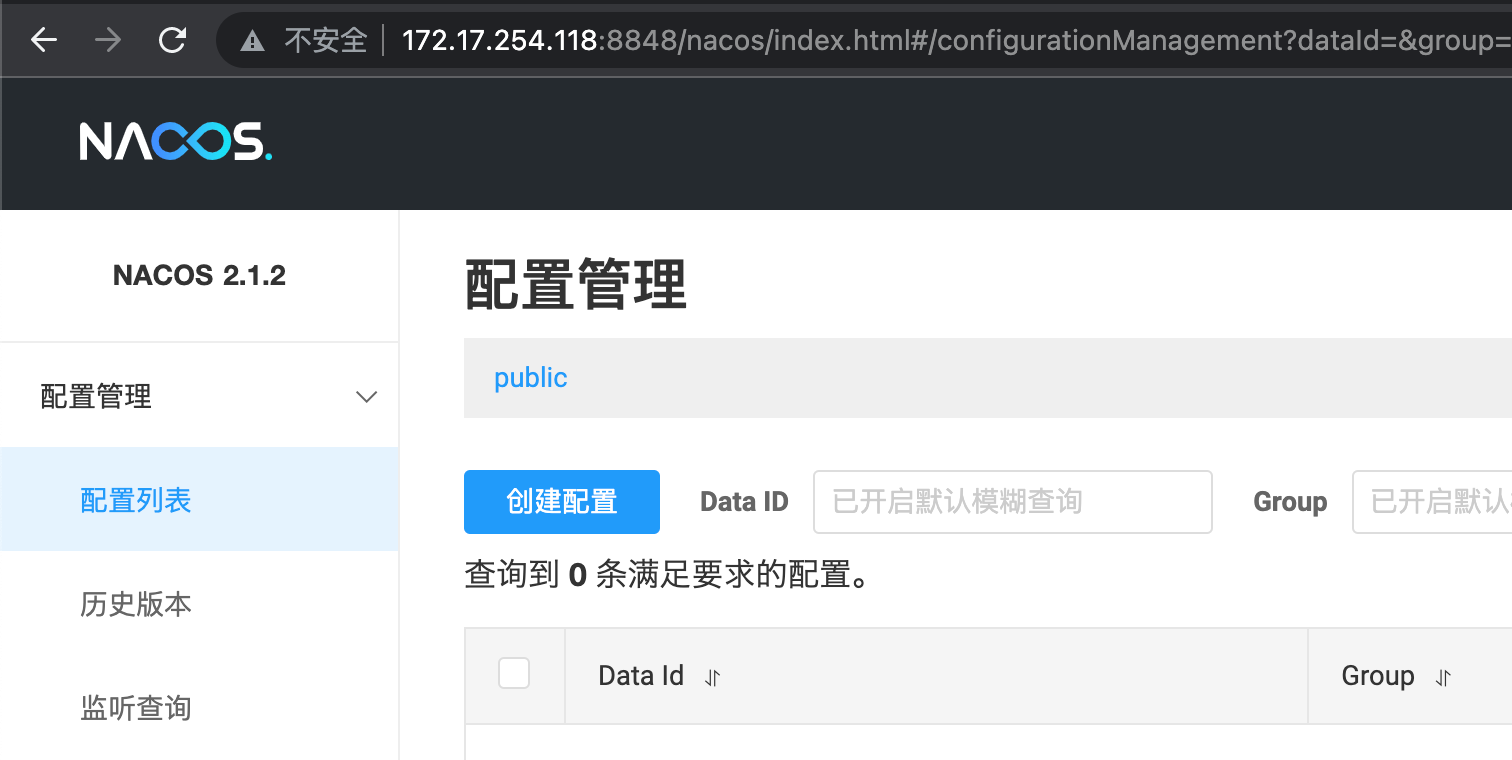 不安全 172.17.254.118:8848/nacos/index.html#/configurationManagement?dataId=&group=
NACOS.
NACOS 2.1.2
配置管理
配置列表
历史版本
监听查询
配置管理
public
创建配置 Data ID 已开启默认模糊查询 Group 已开启默认
查询到 0 条满足要求的配置。
Data Id Group